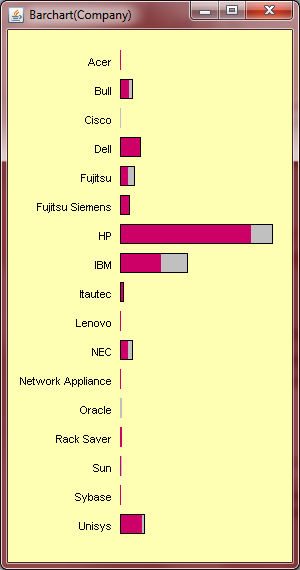 Barchart(Company)
Acer
Bull
Cisco
Dell
Fujitsu
Fujitsu Siemens
HP
IBM
Itautec
Lenovo
NEC
Network Appliance
Oracle
Rack Saver
Sun
Sybase
Unisys